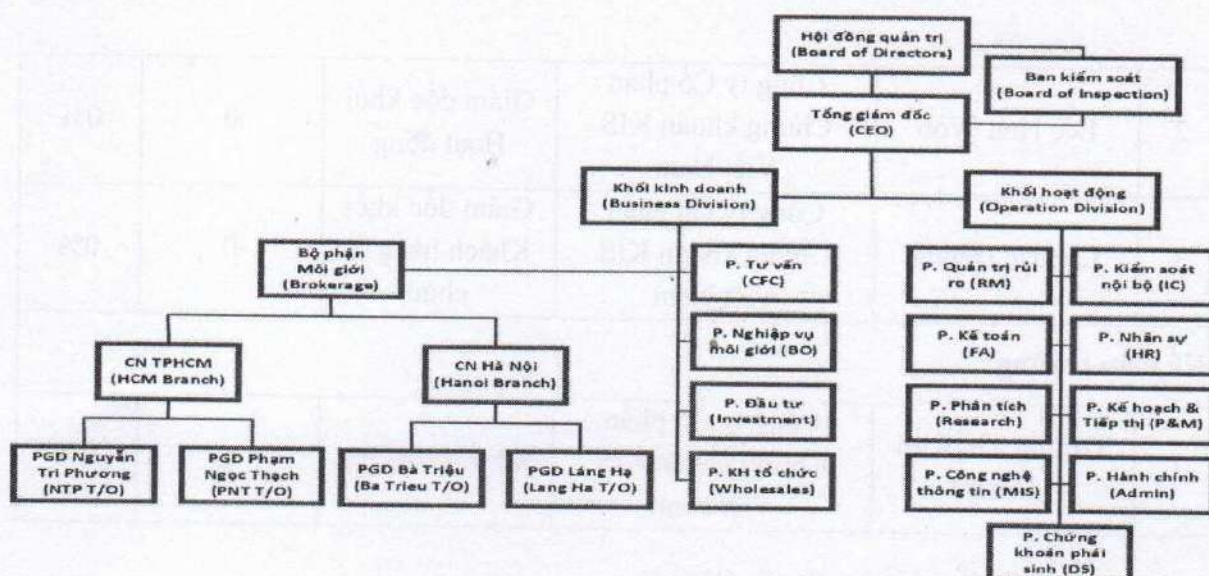 Hội đồng quản trị
(Board of Directors)
Ban kiểm soát
(Board of Inspection)
Tổng giám đốc
(CEO)
Khối kinh doanh
(Business Division)
Khối hoạt động
(Operation Division)
Bộ phận
Môi giới
(Brokerage)
P. Tư vấn
(CFC)
P. Quản trị rủi
ro (RM)
P. Kiểm soát
nội bộ (IC)
CN TPHCM
(HCM Branch)
CN Hà Nội
(Hanoi Branch)
P. Nghiệp vụ
môi giới (BO)
P. Kế toán
(FA)
P. Nhân sự
(HR)
P. Đầu tư
(Investment)
P. Phân tích
(Research)
P. Kế hoạch &
Tiếp thị (P&M)
PGD Nguyễn
Tri Phương
(NTP T/O)
PGD Phạm
Ngọc Thạch
(PNT T/O)
PGD Bà Triệu
(Ba Trieu T/O)
PGD Láng Hạ
(Lang Ha T/O)
P. KH tổ chức
(Wholesales)
P. Công nghệ
thông tin (MIS)
P. Hành chính
(Admin)
P. Chứng
khoán phái
sinh (DS)